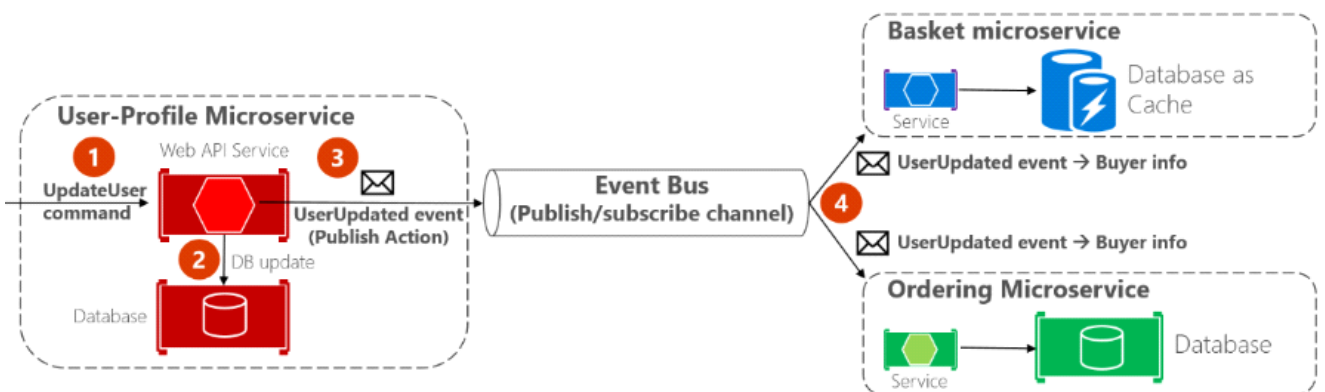 User-Profile Microservice
Web API Service
1
UpdateUser
command
3
UserUpdated event
(Publish Action)
2
DB update
Database
Event Bus
(Publish/subscribe channel)
4
Basket microservice
Service
Database as
Cache
UserUpdated event → Buyer info
UserUpdated event → Buyer info
Ordering Microservice
Service
Database